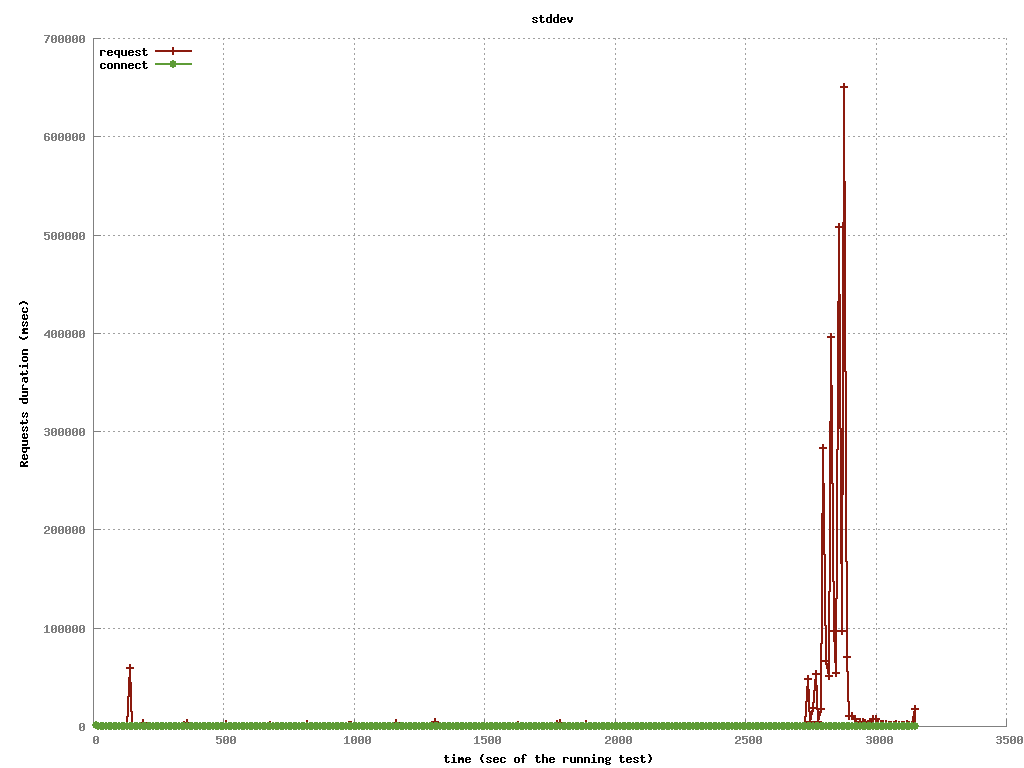 stddev
700000
request
connect
600000
500000
400000
300000
200000
100000
0
Requests duration (msec)
0 500 1000 1500 2000 2500 3000 3500
time (sec of the running test)